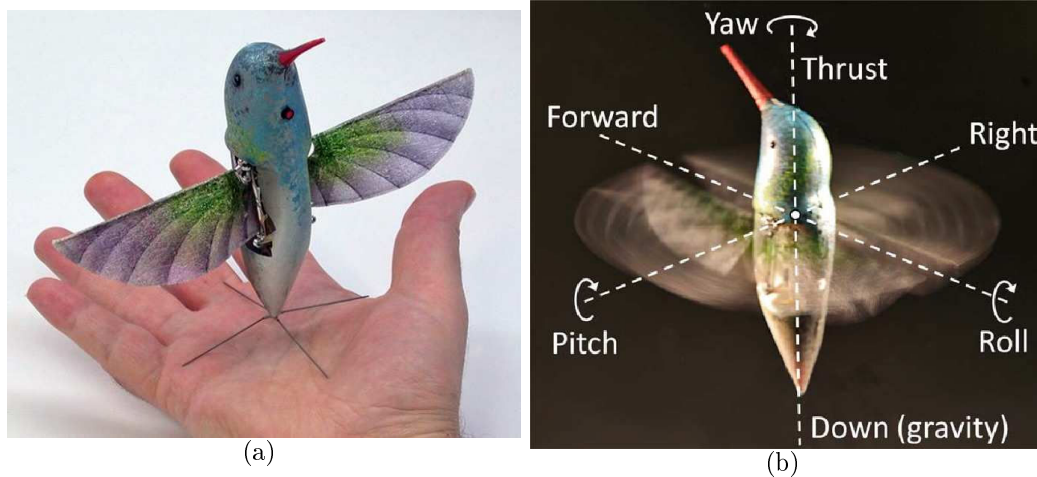 Yaw
Thrust
Forward
Right
Pitch
Roll
Down (gravity)
(a)
(b)